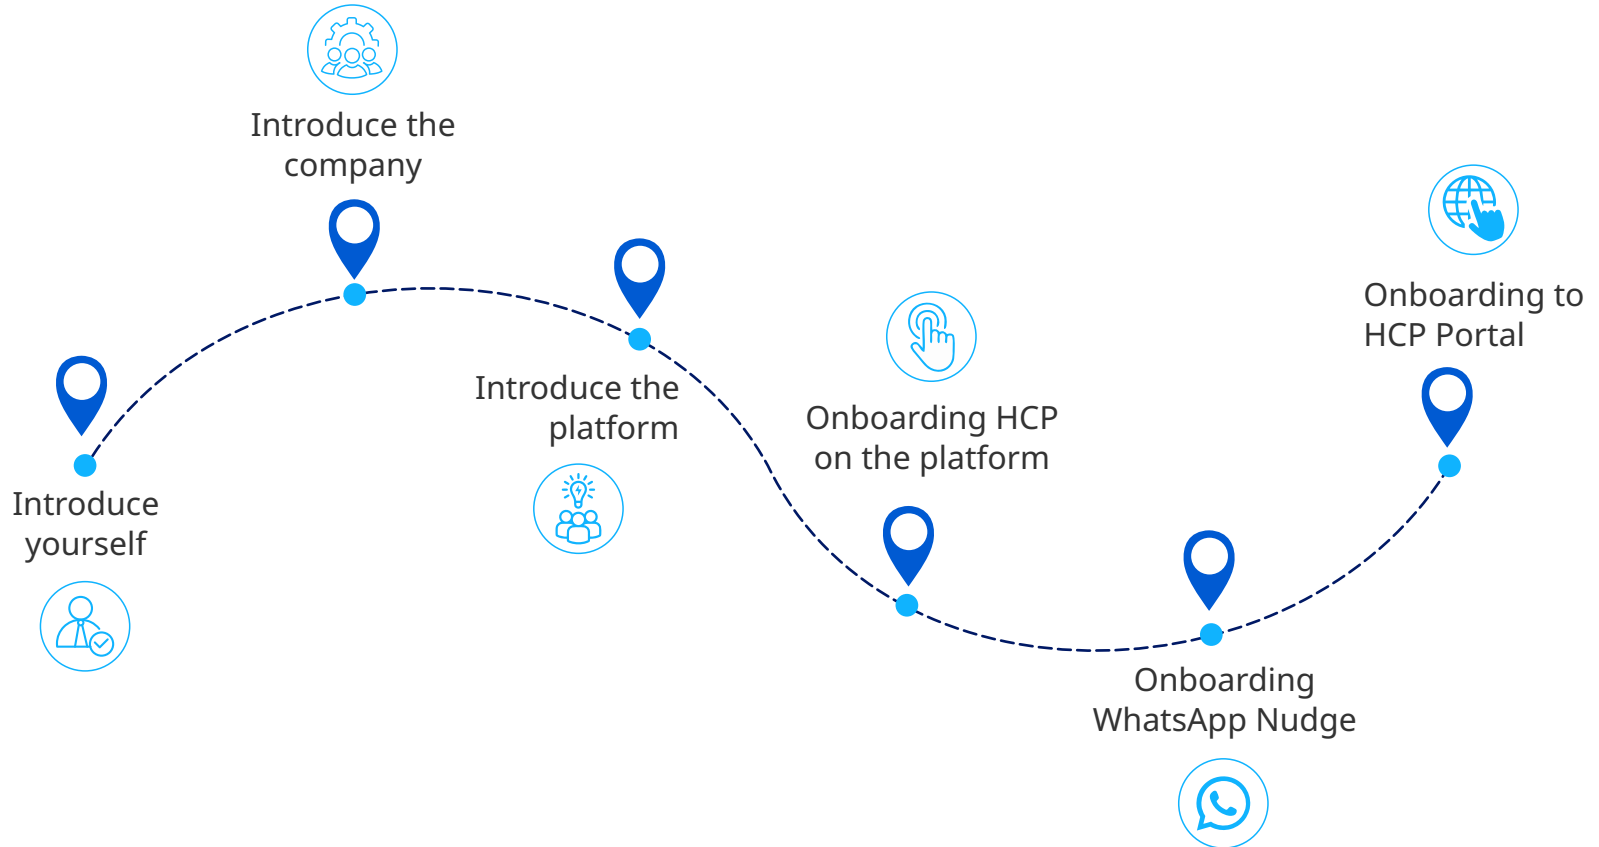 Introduce
yourself
Introduce the
company
Introduce the
platform
Onboarding HCP
on the platform
Onboarding
WhatsApp Nudge
Onboarding to
HCP Portal